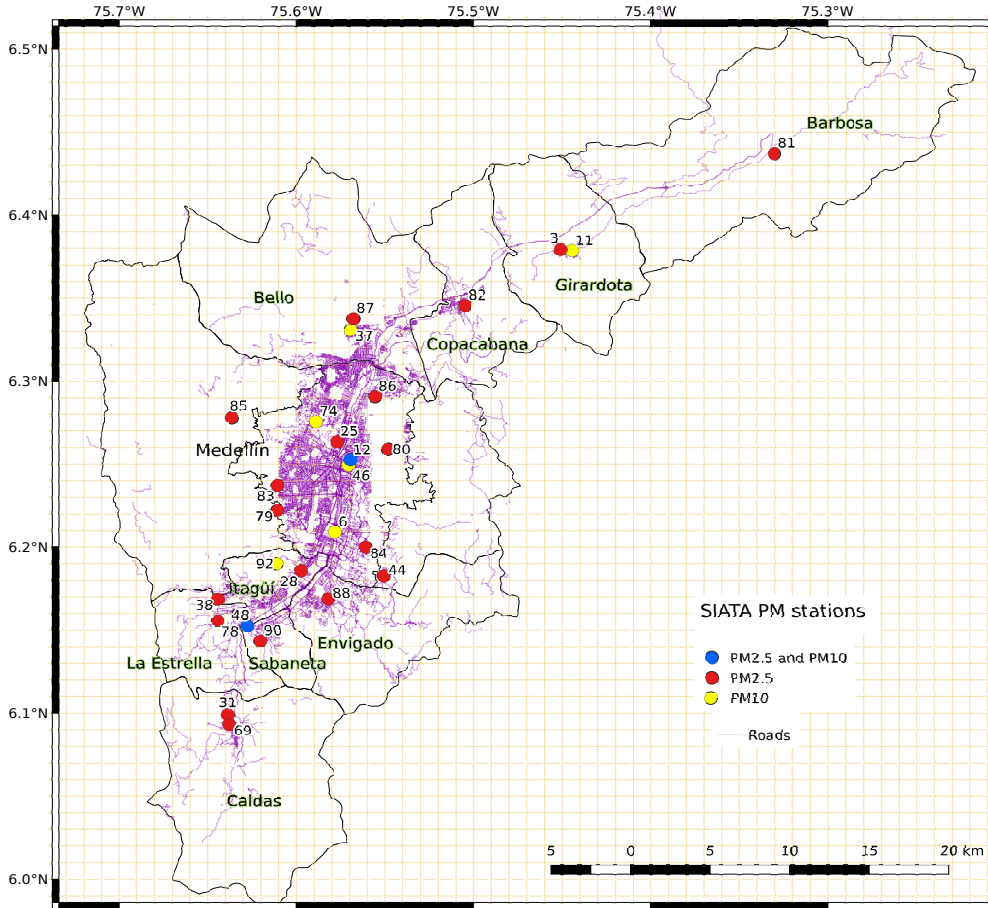 75.7°W 75.6°W 75.5°W 75.4°W 75.3°W
6.5°N
Barbosa
81
6.4°N
3 11
Girardota
Bello
82
87
37
Copacabana
6.3°N
86
85
74
25
Medellín
12
80
46
83
79
6
6.2°N
84
92
44
28
Itagüí
88
38
48
SIATA PM stations
78
90
Envigado
La Estrella
Sabaneta
PM2.5 and PM10
PM2.5
PM10
6.1°N
31
69
Roads
Caldas
5 0 5 10 15 20 km
6.0°N